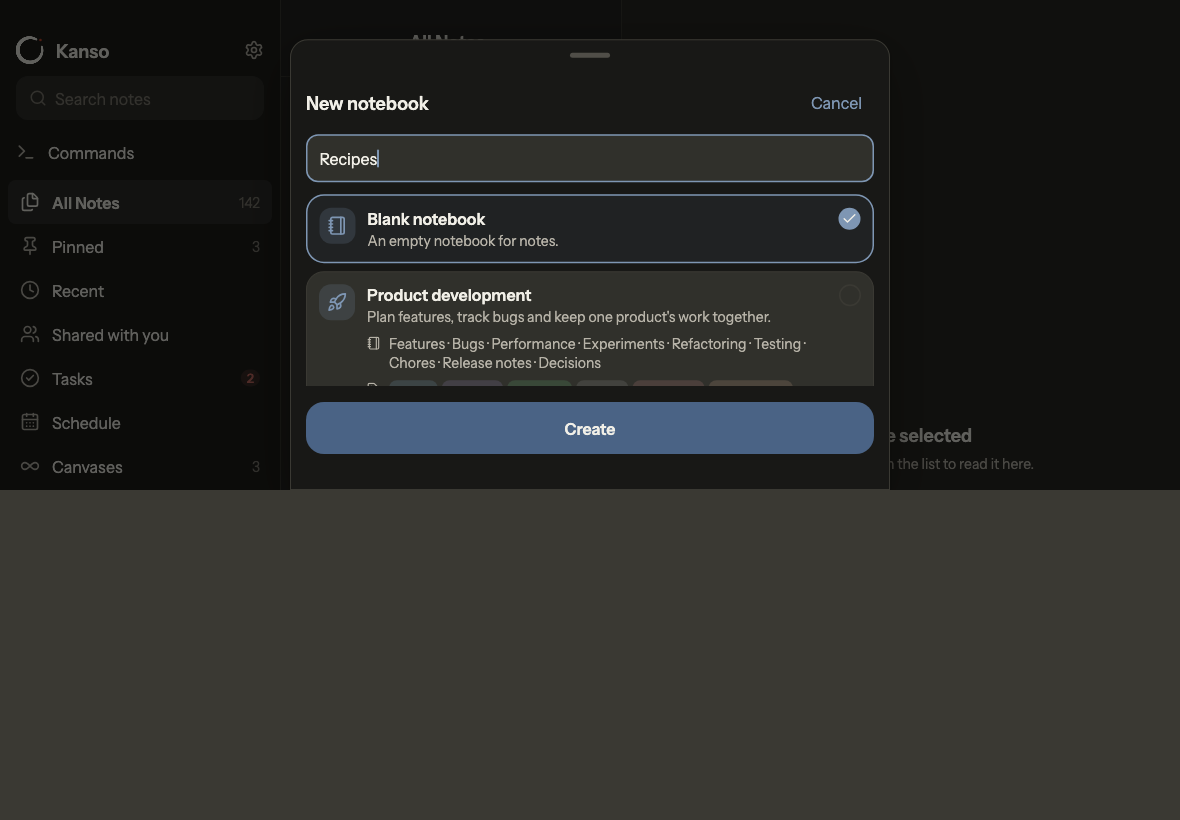 Kanso
Search notes
Commands
All Notes 142
Pinned 3
Recent
Shared with you
Tasks 2
Schedule
Canvases 3
New notebook
Cancel
Recipes
Blank notebook
An empty notebook for notes.
Product development
Plan features, track bugs and keep one product's work together.
Features · Bugs · Performance · Experiments · Refactoring · Testing ·
Chores · Release notes · Decisions
Create
selected
the list to read it here.